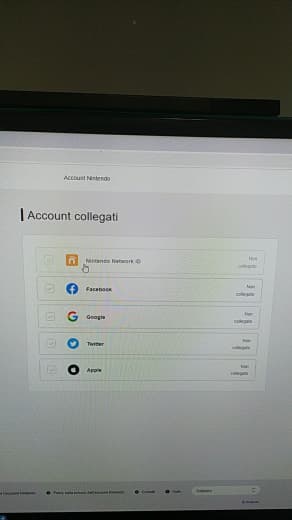 Account Nintendo
Account collegati
Nintendo Network ID
Non
collegato
Facebook
Non
collegato
Google
Non
collegato
Twitter
Non
collegato
Apple
Non
collegato